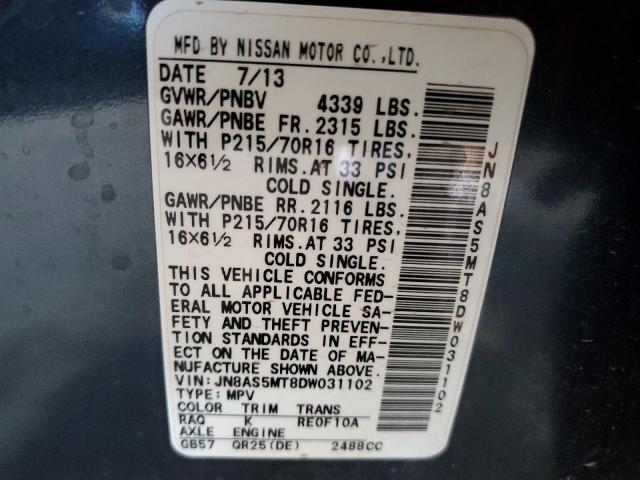 MFD BY NISSAN MOTOR CO.,LTD.
DATE 7/13
GVWR/PNBV 4339 LBS.
GAWR/PNBE FR.2315 LBS.
WITH P215/70R16 TIRES,
16×6½ RIMS.AT 33 PSI
COLD SINGLE.
GAWR/PNBE RR.2116 LBS.
WITH P215/70R16 TIRES,
16×6½ RIMS.AT 33 PSI
COLD SINGLE.
THIS VEHICLE CONFORMS
TO ALL APPLICABLE FED-
ERAL MOTOR VEHICLE SA-
FETY AND THEFT PREVEN-
TION STANDARDS IN EFF-
ECT ON THE DATE OF MA-
NUFACTURE SHOWN ABOVE.
VIN:JN8AS5MT8DW031102
TYPE:MPV
COLOR TRIM TRANS
RAQ K RE0F10A
AXLE ENGINE
GB57 QR25(DE) 2488CC
JN8AS5MT8DW031102